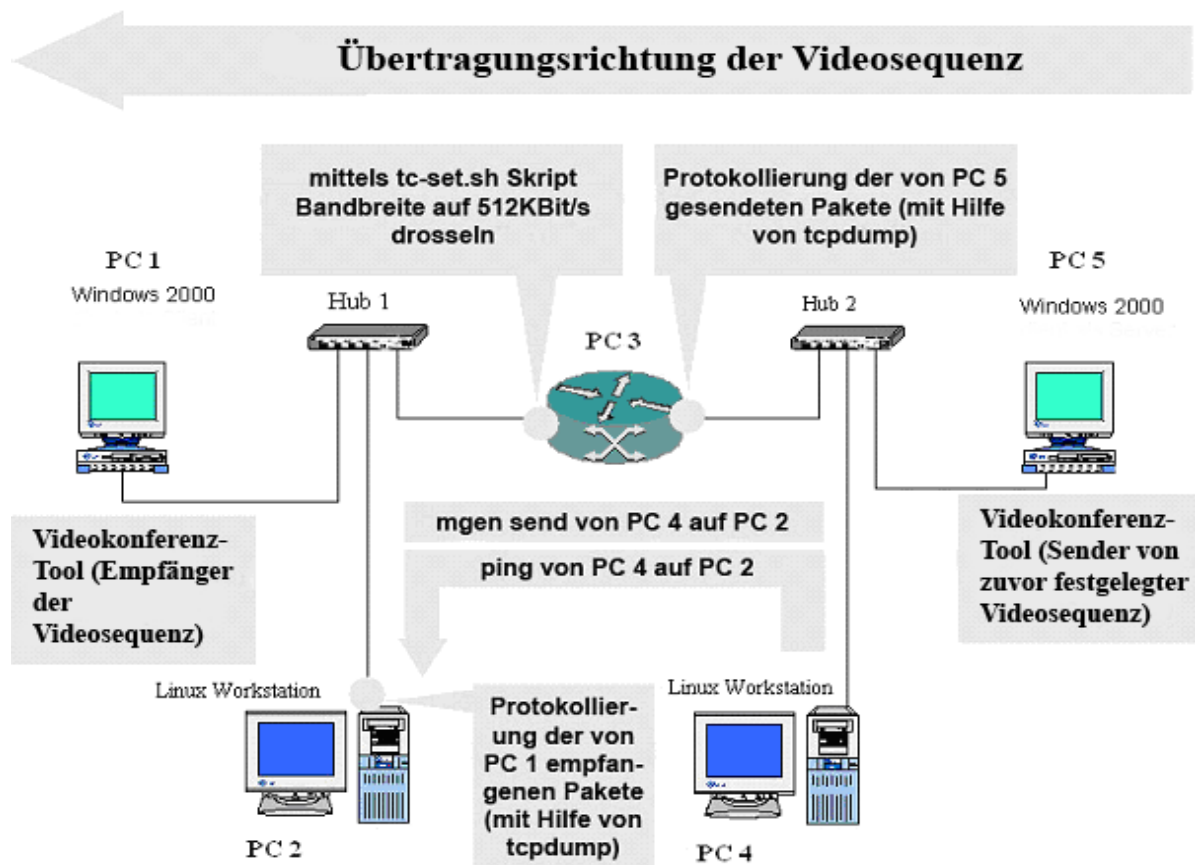 Übertragungsrichtung der Videosequenz
mittels tc-set.sh Skript
Bandbreite auf 512KBit/s
drosseln
Protokollierung der von PC 5
gesendeten Pakete (mit Hilfe
von tcpdump)
PC 1
Windows 2000
Hub 1
PC 3
Hub 2
PC 5
Windows 2000
Videokonferenz-
Tool (Empfänger
der
Videosequenz)
mgen send von PC 4 auf PC 2
ping von PC 4 auf PC 2
Videokonferenz-
Tool (Sender von
zuvor festgelegter
Videosequenz)
Linux Workstation
PC 2
Protokollier-
ung der von
PC 1 empfan-
genen Pakete
(mit Hilfe von
tcpdump)
Linux Workstation
PC 4